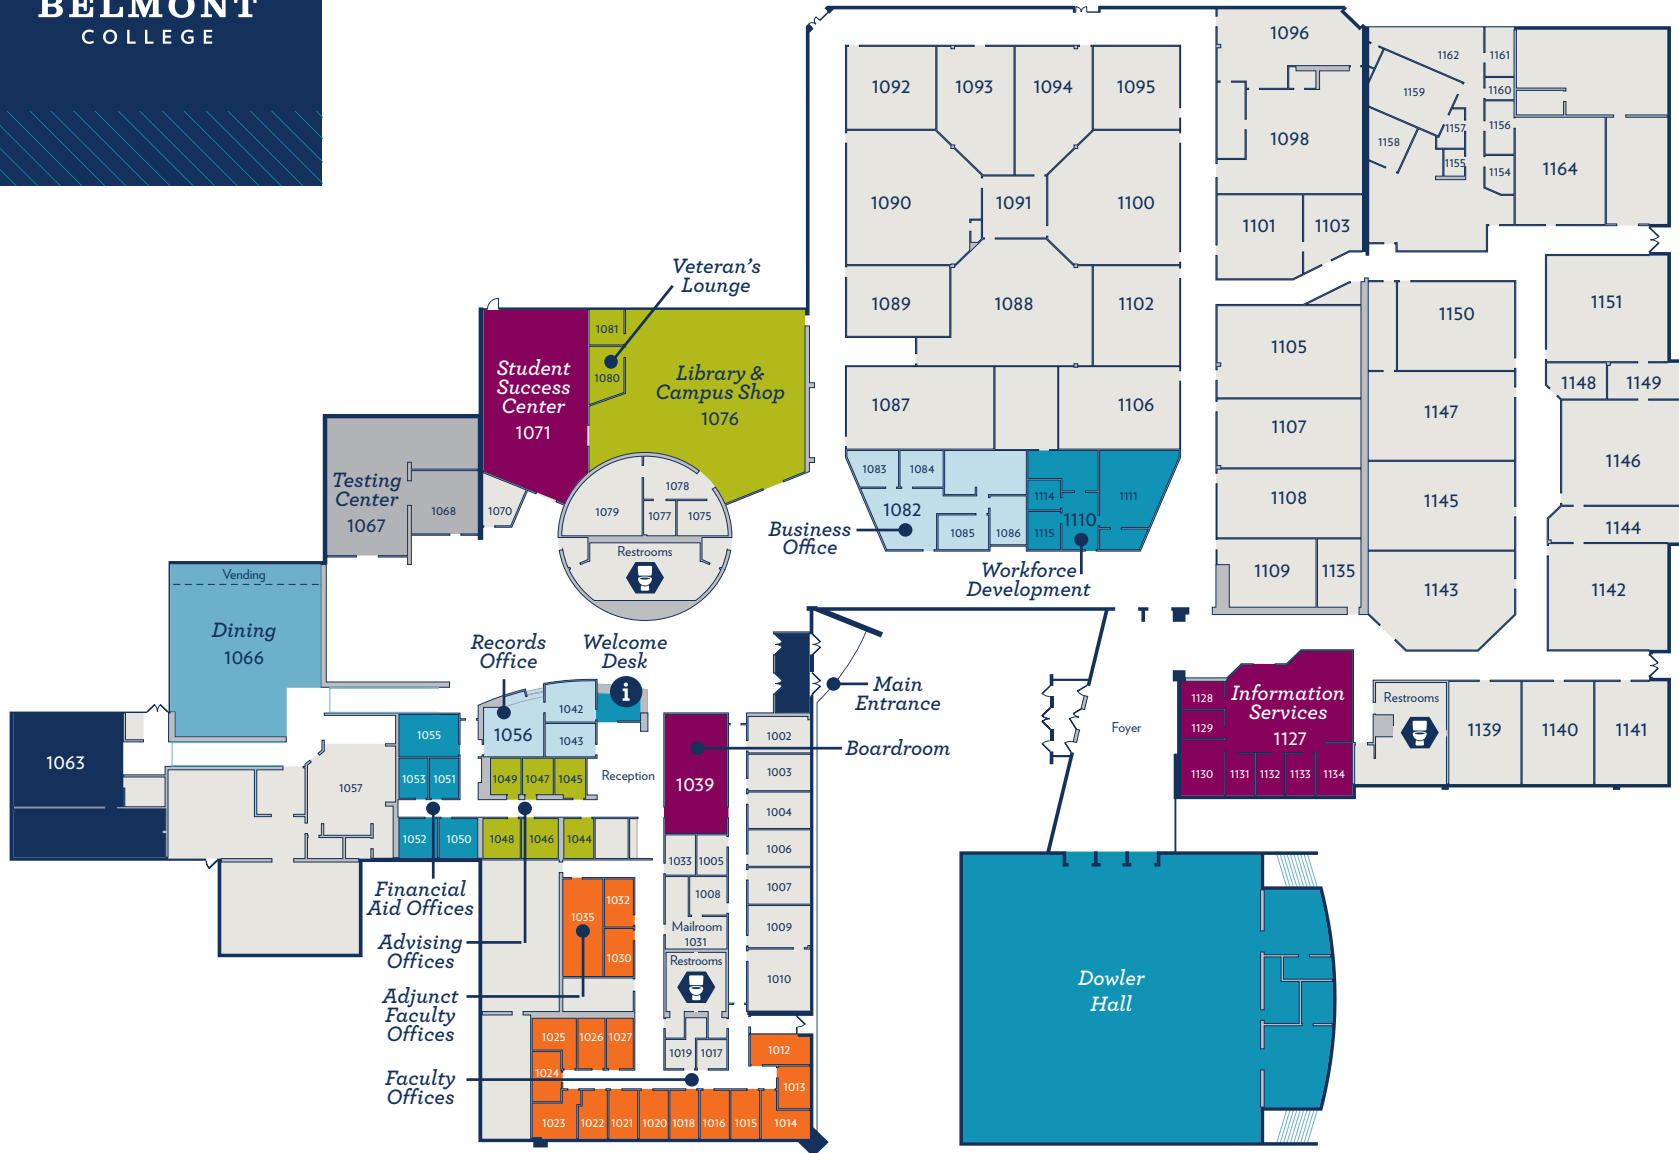 BELMONT
COLLEGE
1096
1162
1161
1092
1093
1094
1095
1159
1160
1098
1157
1156
1158
1155
1154
1164
1090
1091
1100
1101
1103
Veteran's
Lounge
1089
1088
1102
1151
1150
1081
1080
1105
Student
Success
Center
1071
Library &
Campus Shop
1076
1148
1149
1087
1106
1147
1107
1146
1083
1084
1078
Testing
Center
1067
1068
1070
1079
1077
1075
1082
1114
1111
1108
1145
1110
1115
1085
1086
Business
Office
1144
Restrooms
Workforce
Development
1109
1135
1143
1142
Vending
Dining
1066
Records
Office
Welcome
Desk
i
Main
Entrance
1128
Information
Services
1127
Restrooms
1042
1056
1043
1055
1002
Foyer
1129
1139
1140
1141
Boardroom
1063
1053
1051
1049
1047
1045
Reception
1039
1003
1130
1131
1132
1133
1134
1057
1004
1052
1050
1048
1046
1044
1006
1033
1005
1007
1008
Financial
Aid Offices
1032
1035
Mailroom
1031
1009
Advising
Offices
1030
Restrooms
1010
Dowler
Hall
Adjunct
Faculty
Offices
1025
1026
1027
1019
1017
1012
1024
1013
Faculty
Offices
1023
1022
1021
1020
1018
1016
1015
1014